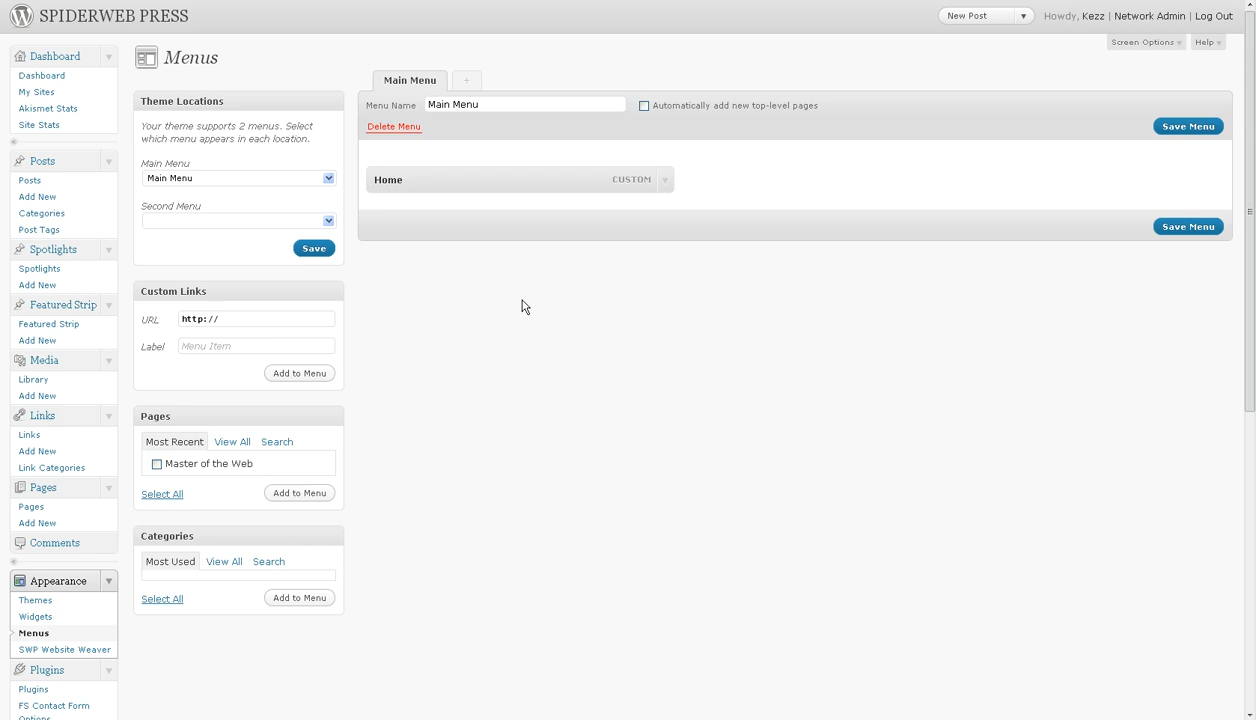 SPIDERWEB PRESS
New Post
Howdy, Kezz | Network Admin | Log Out
Screen Options
Help
Dashboard
Dashboard
My Sites
Akismet Stats
Site Stats
Posts
Posts
Add New
Categories
Post Tags
Spotlights
Spotlights
Add New
Featured Strip
Featured Strip
Add New
Media
Library
Add New
Links
Links
Add New
Link Categories
Pages
Pages
Add New
Comments
Appearance
Themes
Widgets
Menus
SWP Website Weaver
Plugins
Plugins
FS Contact Form
Options
Menus
Theme Locations
Your theme supports 2 menus. Select
which menu appears in each location.
Main Menu
Main Menu
Second Menu
Save
Custom Links
URL http://
Label Menu Item
Add to Menu
Pages
Most Recent View All Search
Master of the Web
Select All Add to Menu
Categories
Most Used View All Search
Select All Add to Menu
Main Menu +
Menu Name Main Menu Automatically add new top-level pages
Delete Menu Save Menu
Home CUSTOM
Save Menu